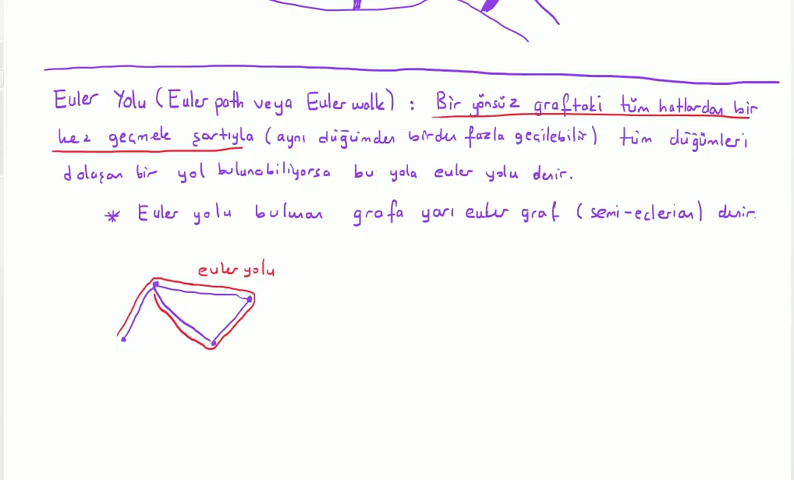 Euler Yolu (Euler path veya Euler walk) : Bir yönsüz graftaki tüm hatlardan bir
kez geçmek şartıyla (aynı düğümden birden fazla geçilebilir) tüm düğümleri
dolaşan bir yol bulunabiliyorsa bu yola euler yolu denir.
* Euler yolu bulunan grafa yarı euler graf (semi-eclerian) denir.
euler yolu